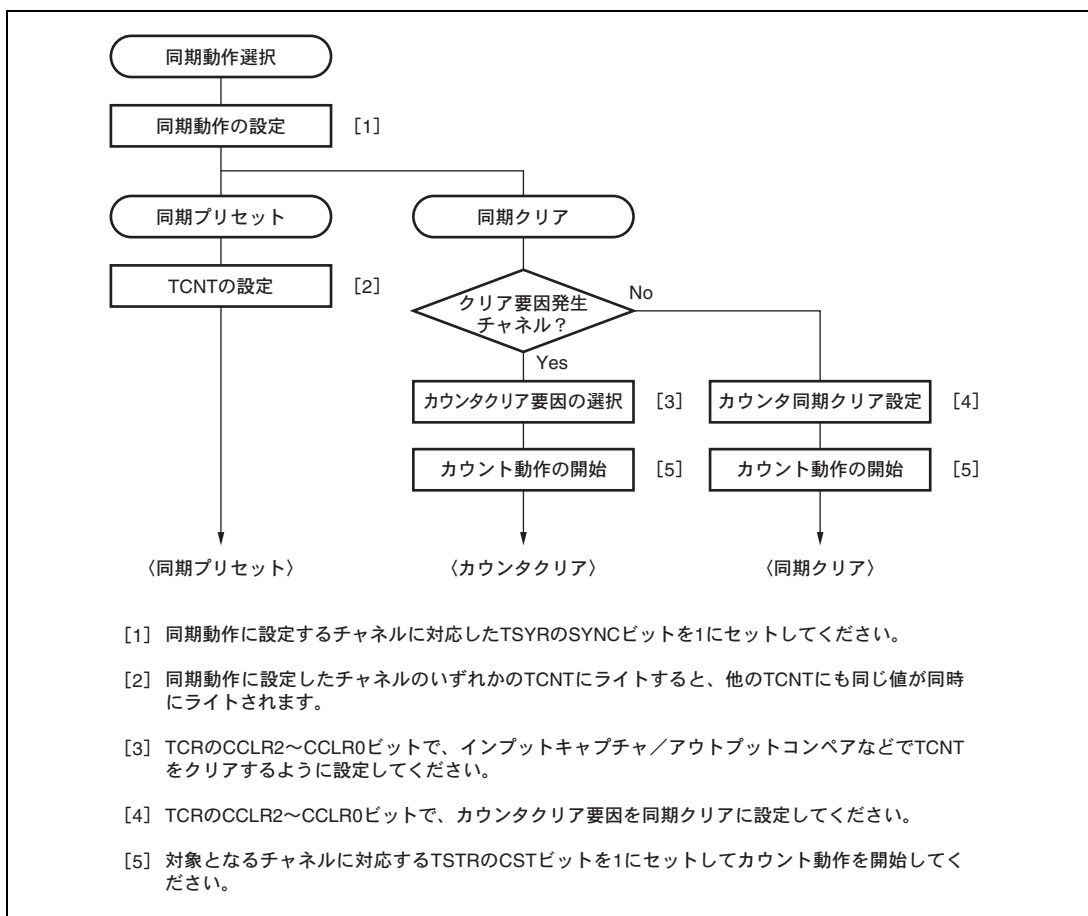 同期動作選択
同期動作の設定 [1]
同期プリセット
同期クリア
TCNTの設定 [2]
クリア要因発生
チャネル？
No
Yes
カウンタクリア要因の選択 [3]
カウンタ同期クリア設定 [4]
カウント動作の開始 [5]
カウント動作の開始 [5]
〈同期プリセット〉
〈カウンタクリア〉
〈同期クリア〉
[1] 同期動作に設定するチャネルに対応したTSYRのSYNCビットを1にセットしてください。
[2] 同期動作に設定したチャネルのいずれかのTCNTにライトすると、他のTCNTにも同じ値が同時
にライトされます。
[3] TCRのCCLR2～CCLR0ビットで、インプットキャプチャ／アウトプットコンペアなどでTCNT
をクリアするように設定してください。
[4] TCRのCCLR2～CCLR0ビットで、カウンタクリア要因を同期クリアに設定してください。
[5] 対象となるチャネルに対応するTSTRのCSTビットを1にセットしてカウント動作を開始してく
ださい。